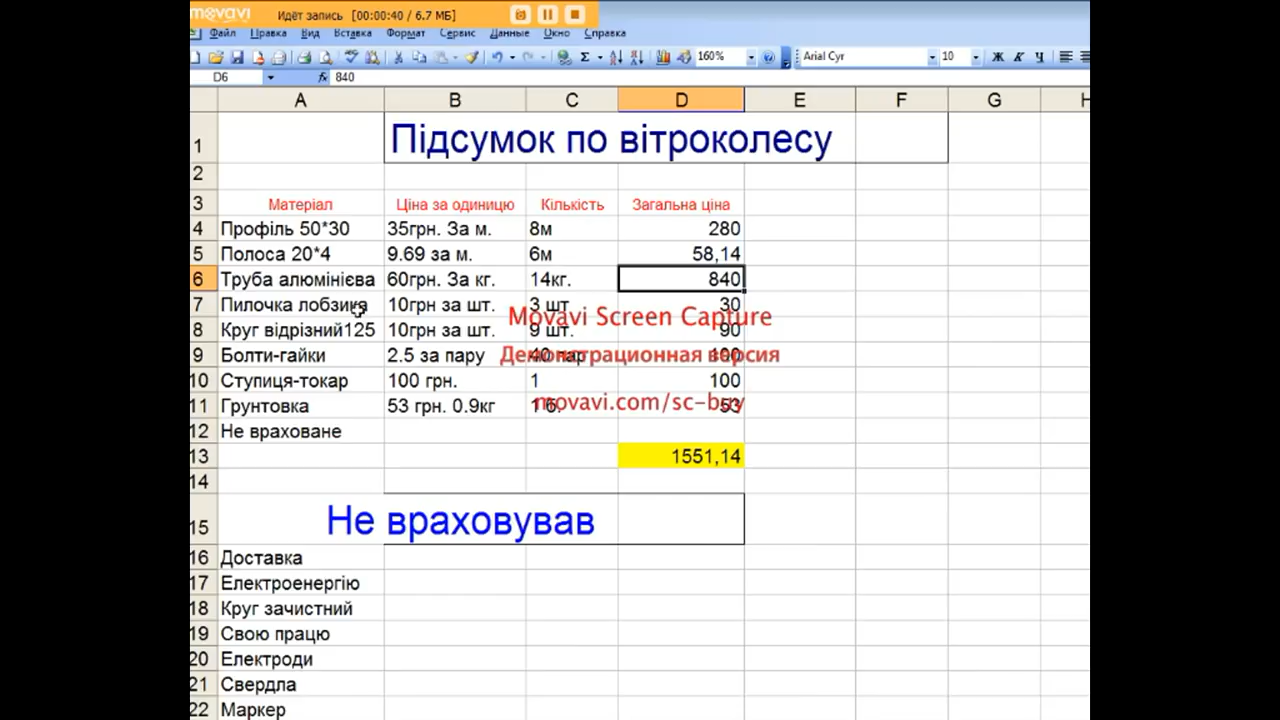 movavi Идёт запись [00:00:40 / 6.7 МБ]
Файл Правка Вид Вставка Формат Сервис Данные Окно Справка
Σ 160% Arial Cyr 10 Ж К Ч
D6 fx 840
A B C D E F G H
1 Підсумок по вітроколесу
2
3 Матеріал Ціна за одиницю Кількість Загальна ціна
4 Профіль 50*30 35грн. За м. 8м 280
5 Полоса 20*4 9.69 за м. 6м 58,14
6 Труба алюмінієва 60грн. За кг. 14кг. 840
7 Пилочка лобзика 10грн за шт. 3 шт 30
Movavi Screen Capture
8 Круг відрізний125 10грн за шт. 9 шт. 90
9 Болти-гайки 2.5 за пару 40 пар 100
Демонстрационная версия
10 Ступиця-токар 100 грн. 1 100
11 Грунтовка 53 грн. 0.9кг 1 б. 53
movavi.com/sc-buy
12 Не враховане
13 1551,14
14
15 Не враховував
16 Доставка
17 Електроенергію
18 Круг зачистний
19 Свою працю
20 Електроди
21 Свердла
22 Маркер